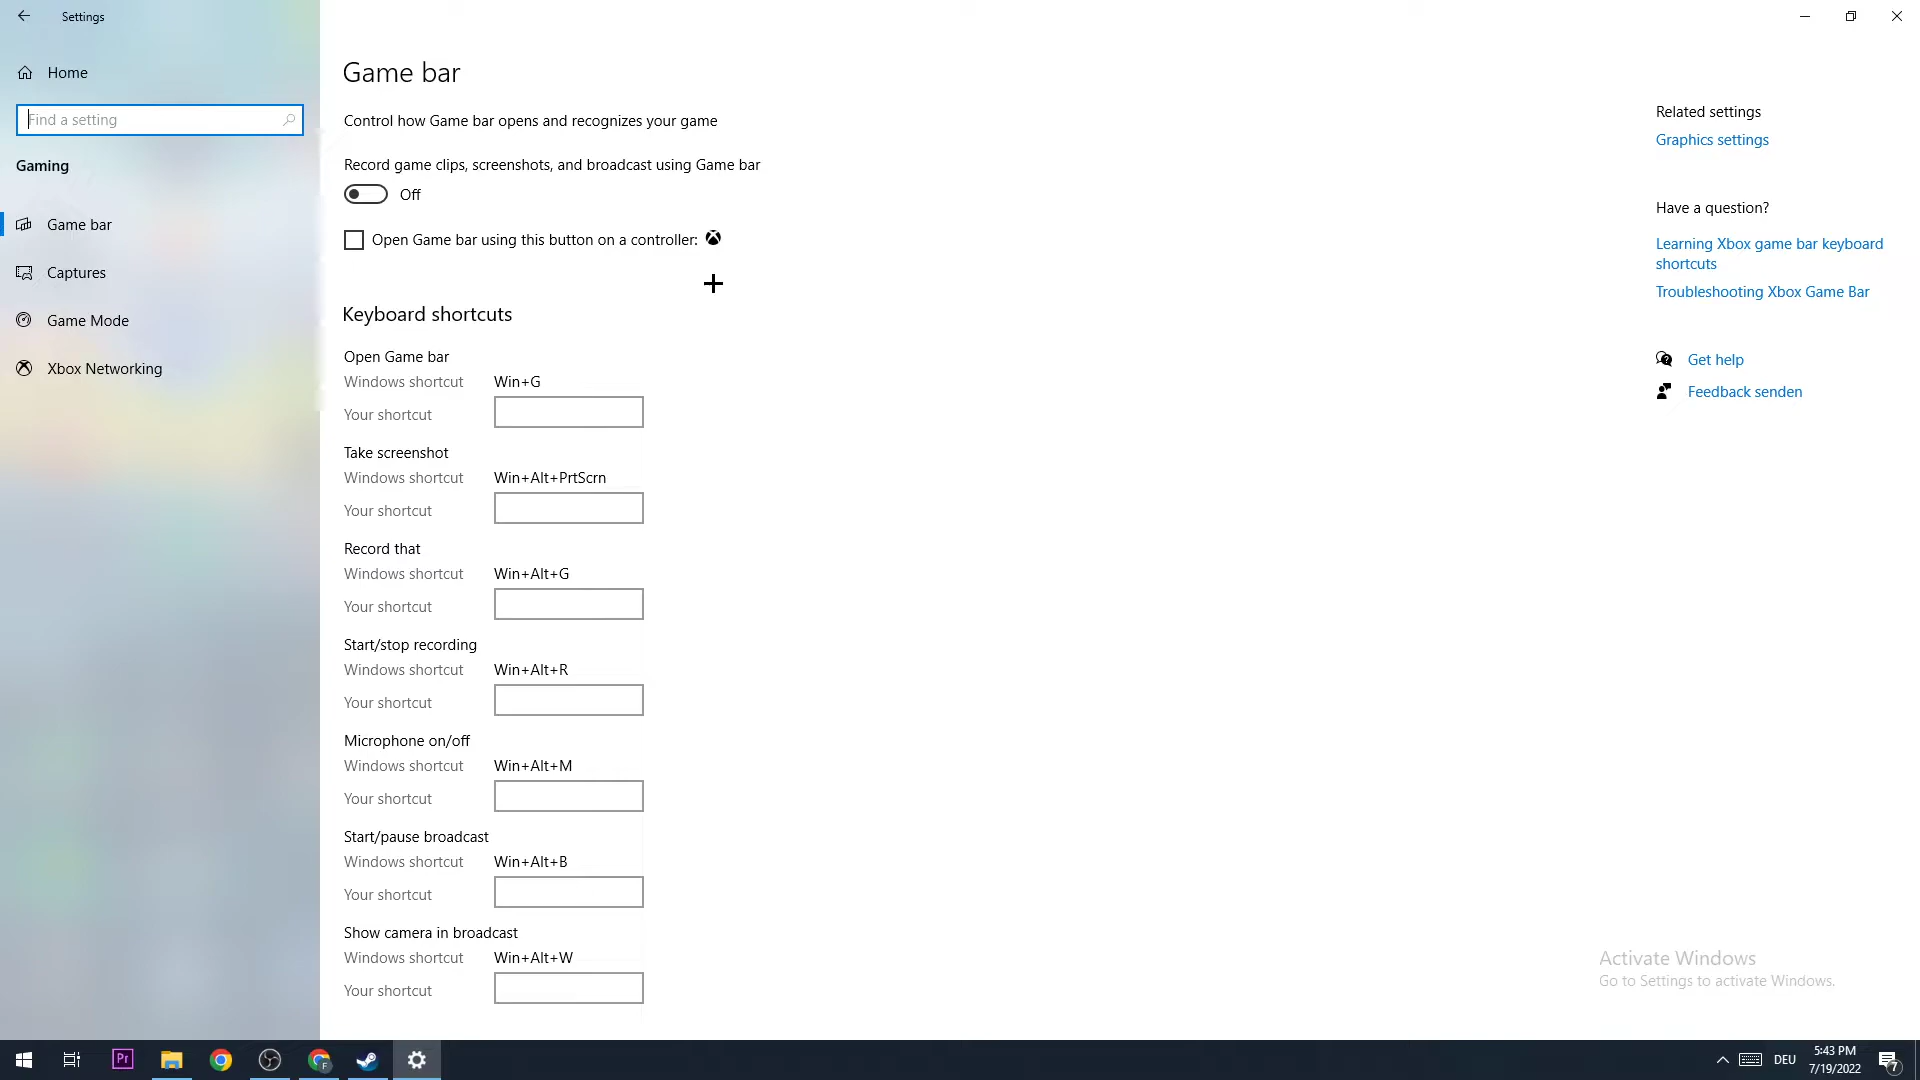 Settings
Home
Find a setting
Gaming
Game bar
Captures
Game Mode
Xbox Networking
Game bar
Control how Game bar opens and recognizes your game
Record game clips, screenshots, and broadcast using Game bar
Off
Open Game bar using this button on a controller:
Keyboard shortcuts
Open Game bar
Windows shortcut Win+G
Your shortcut
Take screenshot
Windows shortcut Win+Alt+PrtScrn
Your shortcut
Record that
Windows shortcut Win+Alt+G
Your shortcut
Start/stop recording
Windows shortcut Win+Alt+R
Your shortcut
Microphone on/off
Windows shortcut Win+Alt+M
Your shortcut
Start/pause broadcast
Windows shortcut Win+Alt+B
Your shortcut
Show camera in broadcast
Windows shortcut Win+Alt+W
Your shortcut
Related settings
Graphics settings
Have a question?
Learning Xbox game bar keyboard
shortcuts
Troubleshooting Xbox Game Bar
Get help
Feedback senden
Activate Windows
Go to Settings to activate Windows.
Pr
F
DEU
5:43 PM
7/19/2022
7